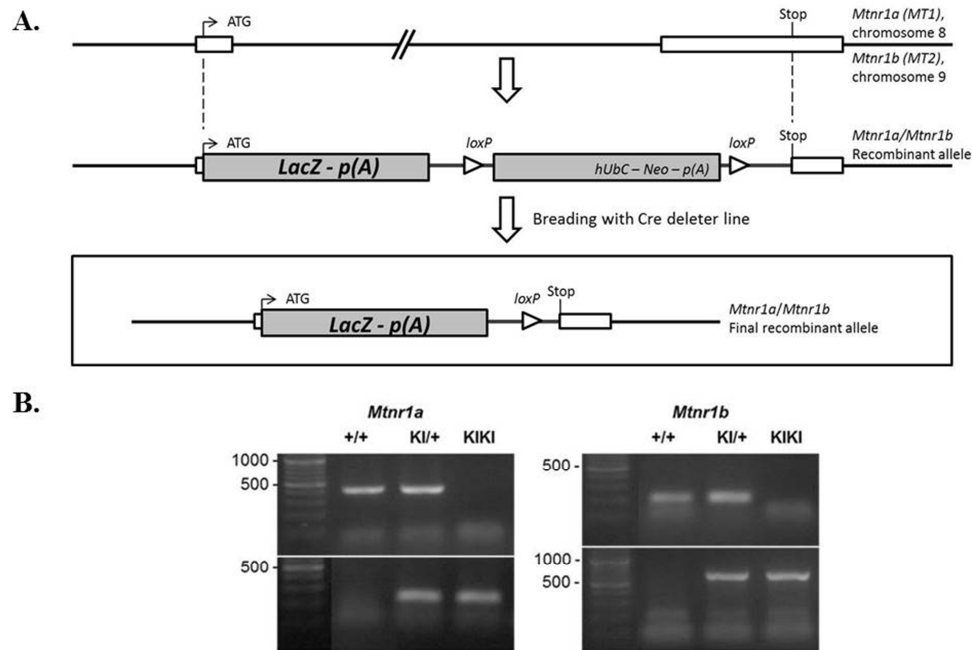 A.
ATG
Stop
Mtnr1a (MT1),
chromosome 8
Mtnr1b (MT2),
chromosome 9
ATG
LacZ - p(A)
loxP
hUbC – Neo – p(A)
loxP
Stop
Mtnr1a/Mtnr1b
Recombinant allele
Breading with Cre deleter line
ATG
LacZ - p(A)
loxP
Stop
Mtnr1a/Mtnr1b
Final recombinant allele
B.
Mtnr1a
+/+ KI/+ KIKI
1000 -
500 -
500 -
Mtnr1b
+/+ KI/+ KIKI
500 -
1000 -
500 -